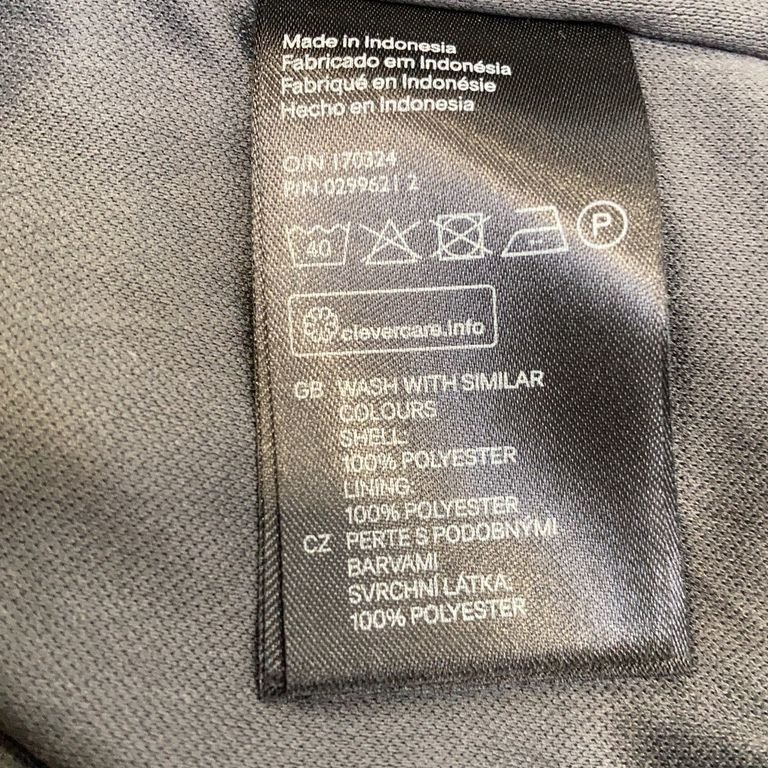 Made in Indonesia
Fabricado em Indonésia
Fabriqué en Indonésie
Hecho en Indonesia
O/N 170324
P/N 0299621 2
40
P
clevercare.info
GB WASH WITH SIMILAR
COLOURS
SHELL:
100% POLYESTER
LINING:
100% POLYESTER
CZ PERTE S PODOBNÝMI
BARVAMI
SVRCHNÍ LÁTKA:
100% POLYESTER